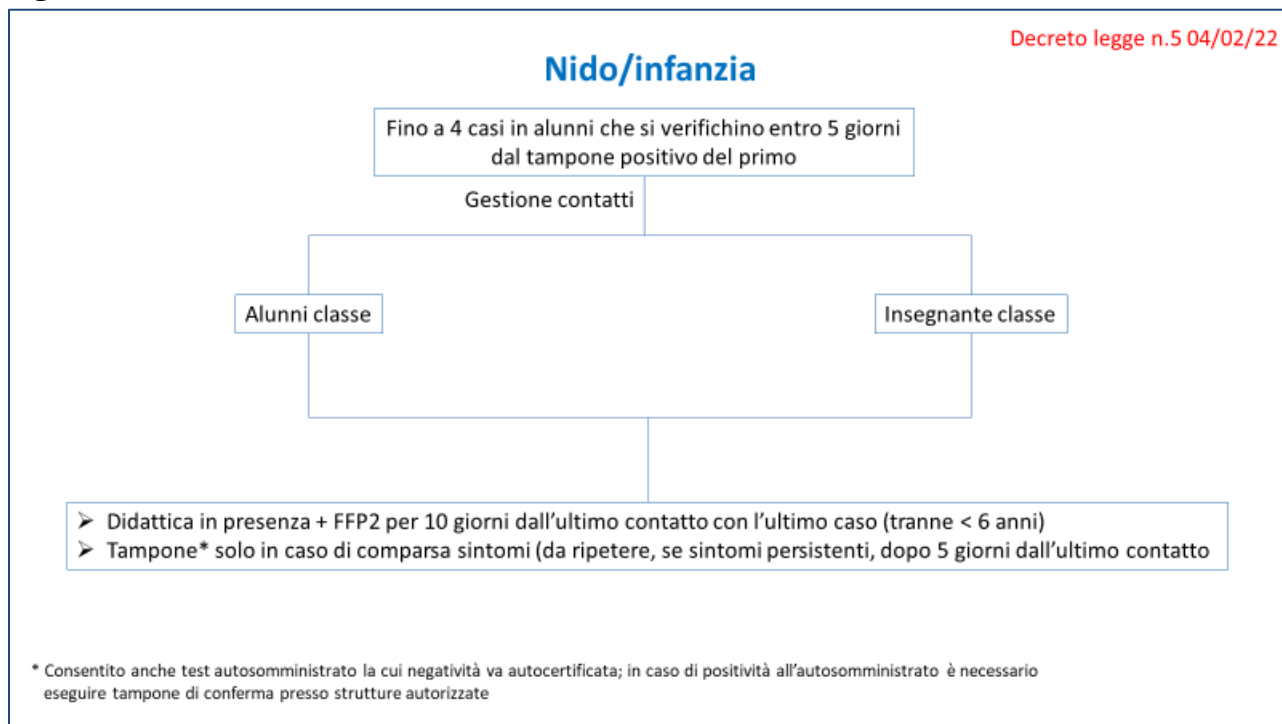 Decreto legge n.5 04/02/22
Nido/infanzia
Fino a 4 casi in alunni che si verifichino entro 5 giorni
dal tampone positivo del primo
Gestione contatti
Alunni classe
Insegnante classe
➢ Didattica in presenza + FFP2 per 10 giorni dall'ultimo contatto con l'ultimo caso (tranne < 6 anni)
➢ Tampone* solo in caso di comparsa sintomi (da ripetere, se sintomi persistenti, dopo 5 giorni dall'ultimo contatto
* Consentito anche test autosomministrato la cui negatività va autocertificata; in caso di positività all'autosomministrato è necessario
eseguire tampone di conferma presso strutture autorizzate